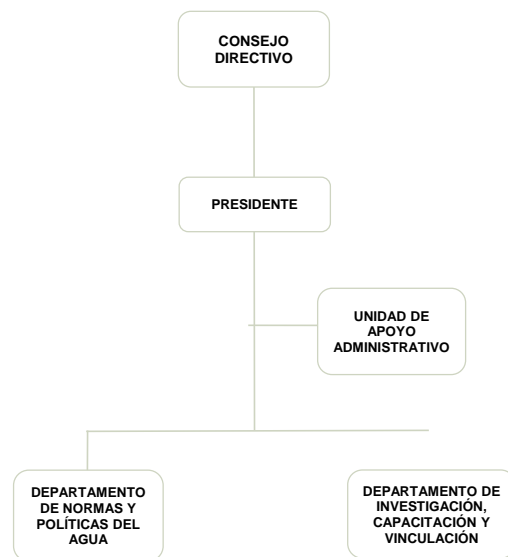 CONSEJO
DIRECTIVO
PRESIDENTE
UNIDAD DE
APOYO
ADMINISTRATIVO
DEPARTAMENTO
DE NORMAS Y
POLÍTICAS DEL
AGUA
DEPARTAMENTO DE
INVESTIGACIÓN,
CAPACITACIÓN Y
VINCULACIÓN